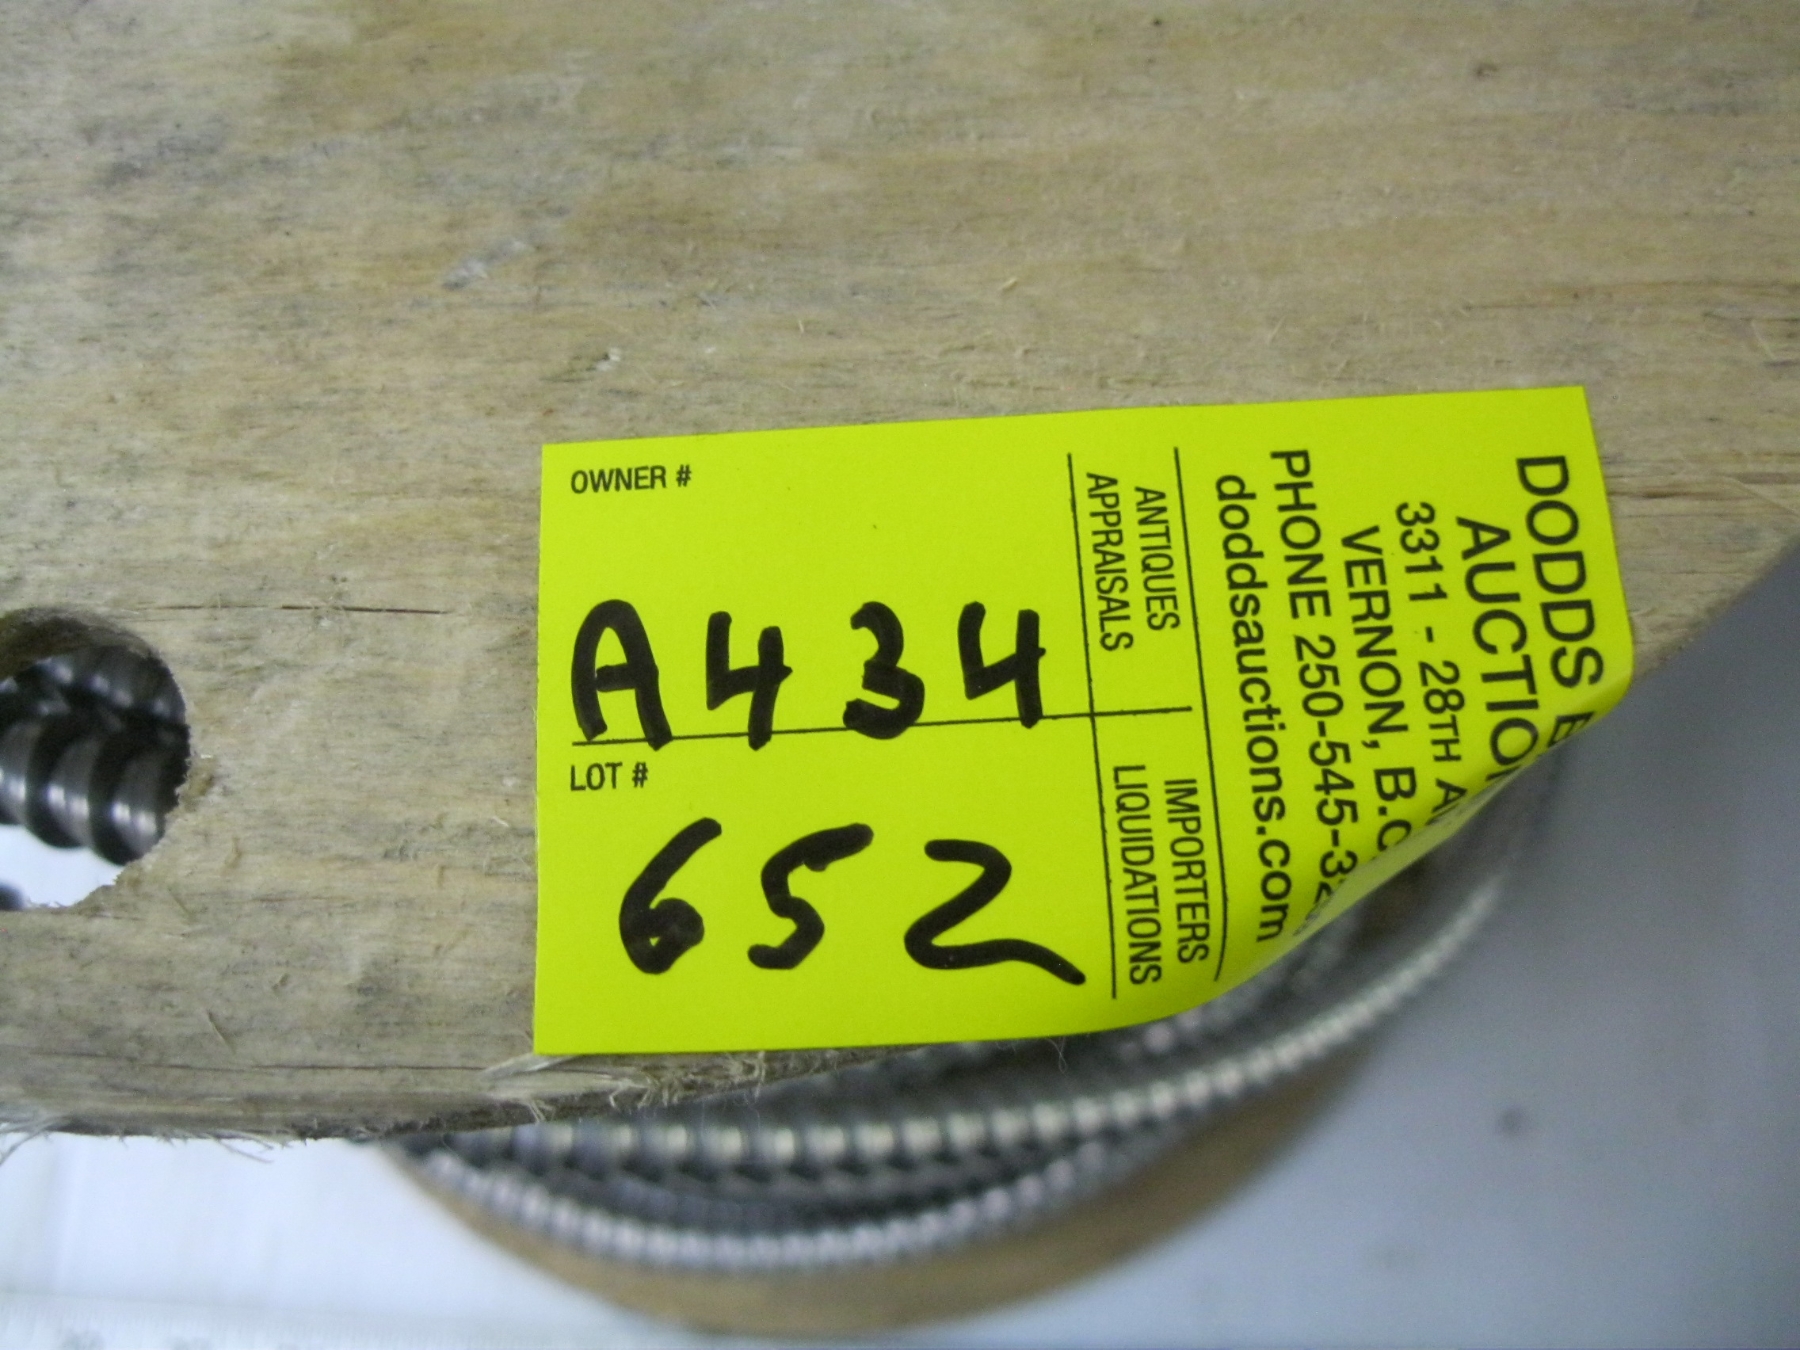 OWNER #
A434
LOT #
652
ANTIQUES
APPRAISALS
IMPORTERS
LIQUIDATIONS
DODDS
AUCTIO
3311 - 28TH A
VERNON, B.C
PHONE 250-545-3
doddsauctions.com